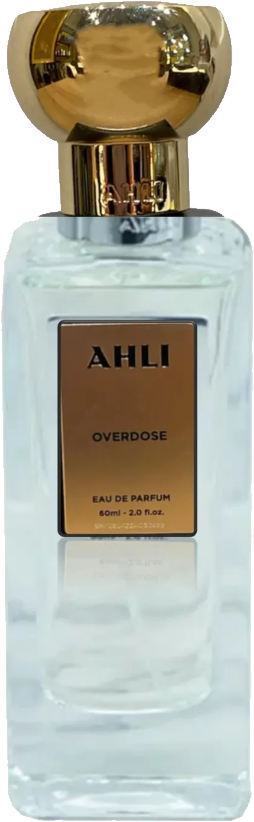 AHLI
AHLI
OVERDOSE
EAU DE PARFUM
60ml - 2.0 fl.oz.